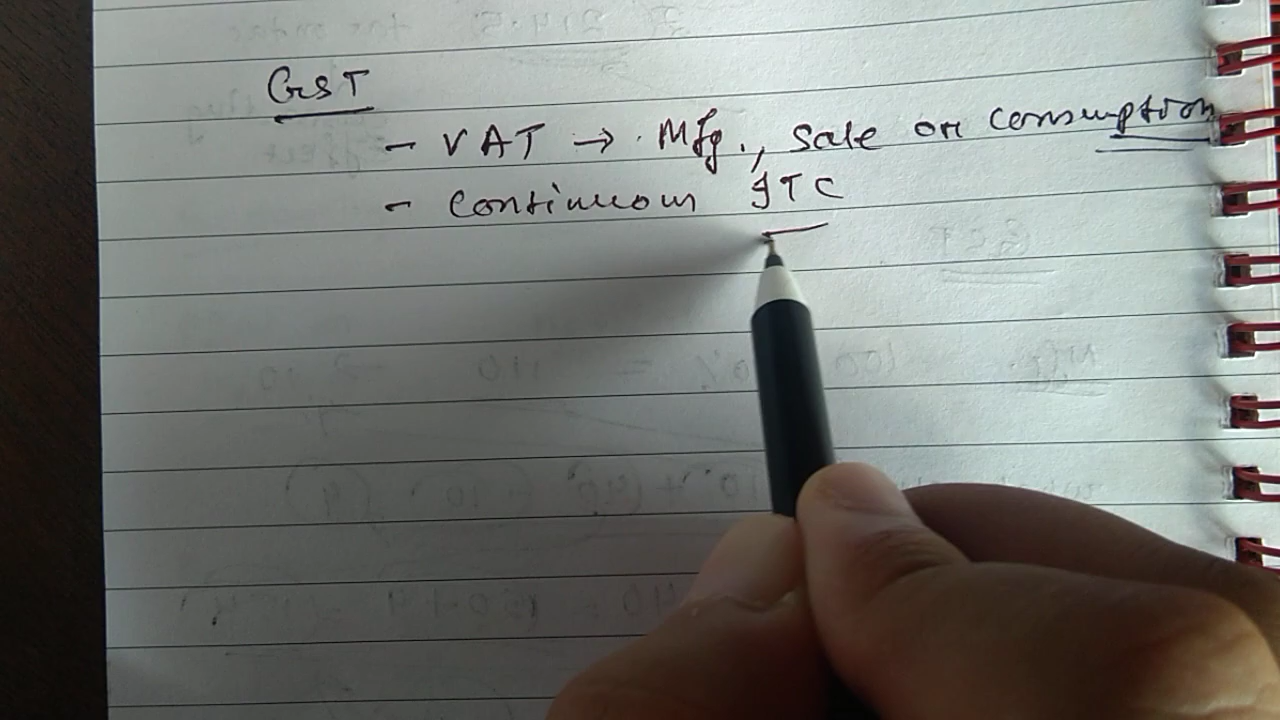 GST
- VAT → Mfg., Sale or consumption
- Continuous ITC